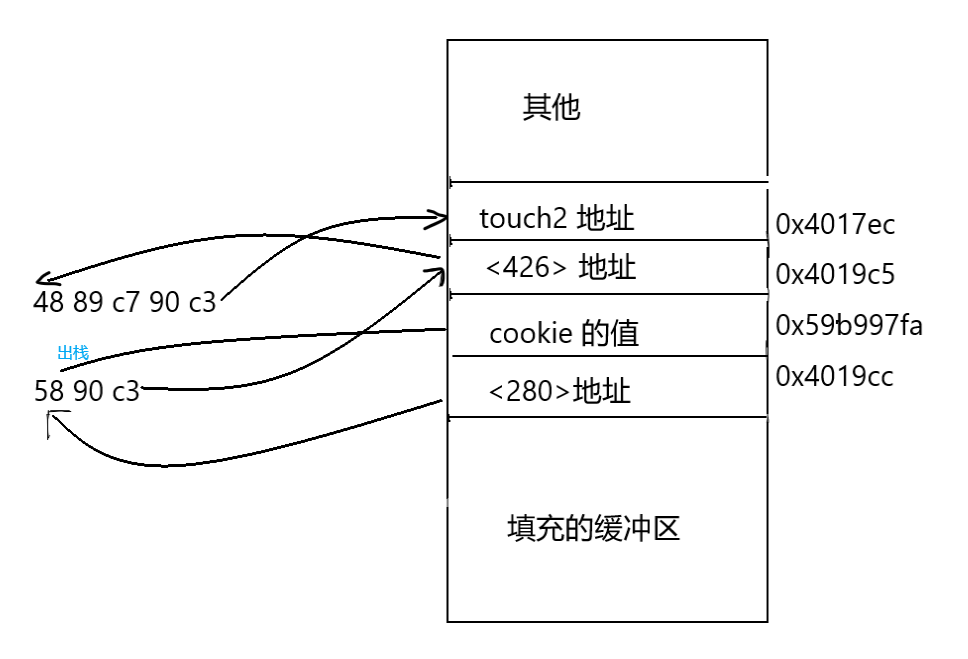 其他
touch2 地址
0x4017ec
<426> 地址
0x4019c5
48 89 c7 90 c3
cookie 的值
0x59b997fa
出栈
58 90 c3
<280>地址
0x4019cc
填充的缓冲区